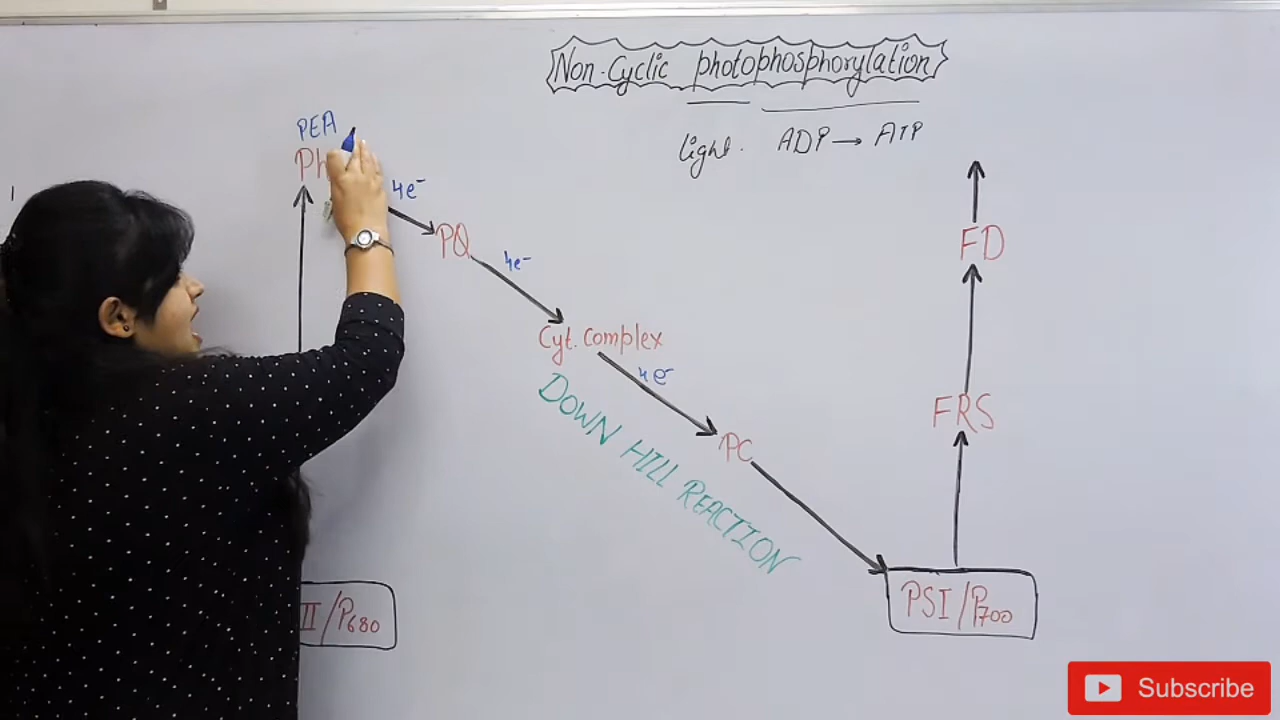 Non-Cyclic photophosphorylation
light. ADP → ATP
PEA
Ph
4e⁻
PQ
4e⁻
Cyt. Complex
4e⁻
PC
DOWN HILL REACTION
FD
FRS
PSI/P700
II/P680
Subscribe